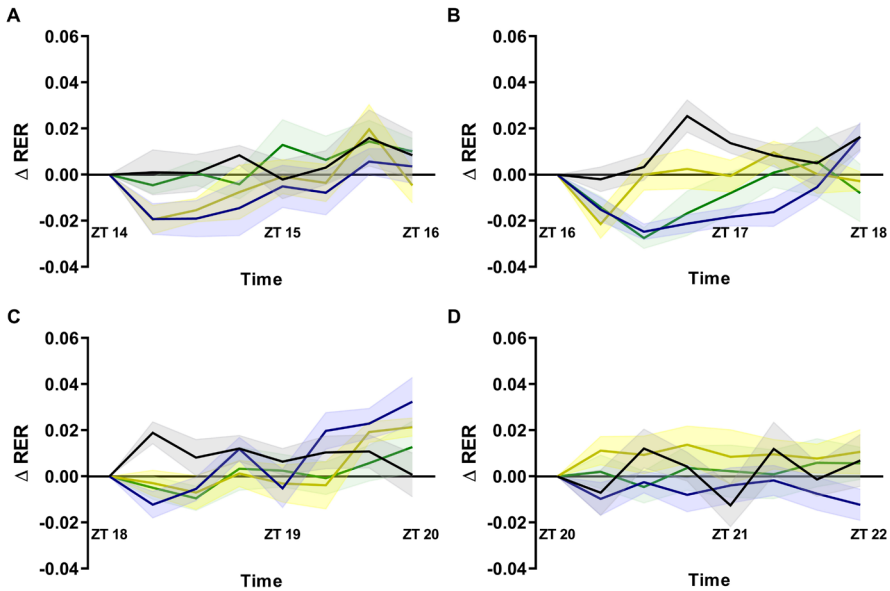 A
0.06
0.04
0.02
0.00
-0.02
-0.04
Δ RER
ZT 14
ZT 15
ZT 16
Time
B
0.06
0.04
0.02
0.00
-0.02
-0.04
Δ RER
ZT 16
ZT 17
ZT 18
Time
C
0.06
0.04
0.02
0.00
-0.02
-0.04
Δ RER
ZT 18
ZT 19
ZT 20
Time
D
0.06
0.04
0.02
0.00
-0.02
-0.04
Δ RER
ZT 20
ZT 21
ZT 22
Time